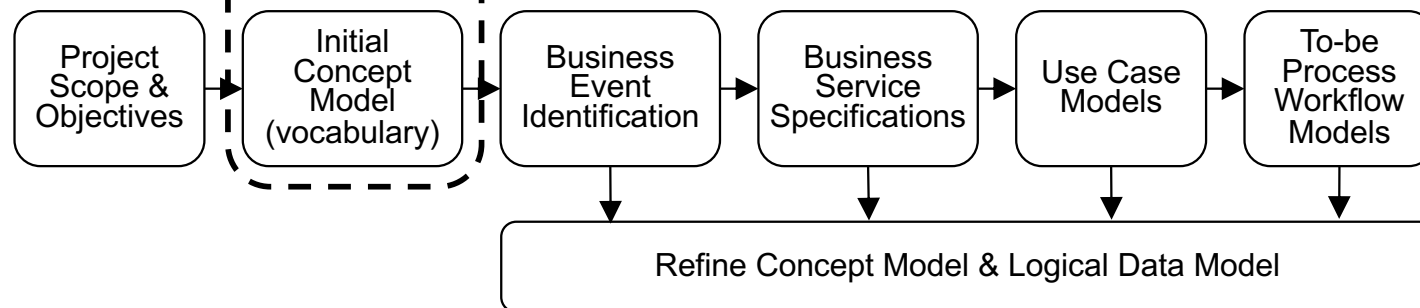 Project
Scope &
Objectives
Initial
Concept
Model
(vocabulary)
Business
Event
Identification
Business
Service
Specifications
Use Case
Models
To-be
Process
Workflow
Models
Refine Concept Model & Logical Data Model